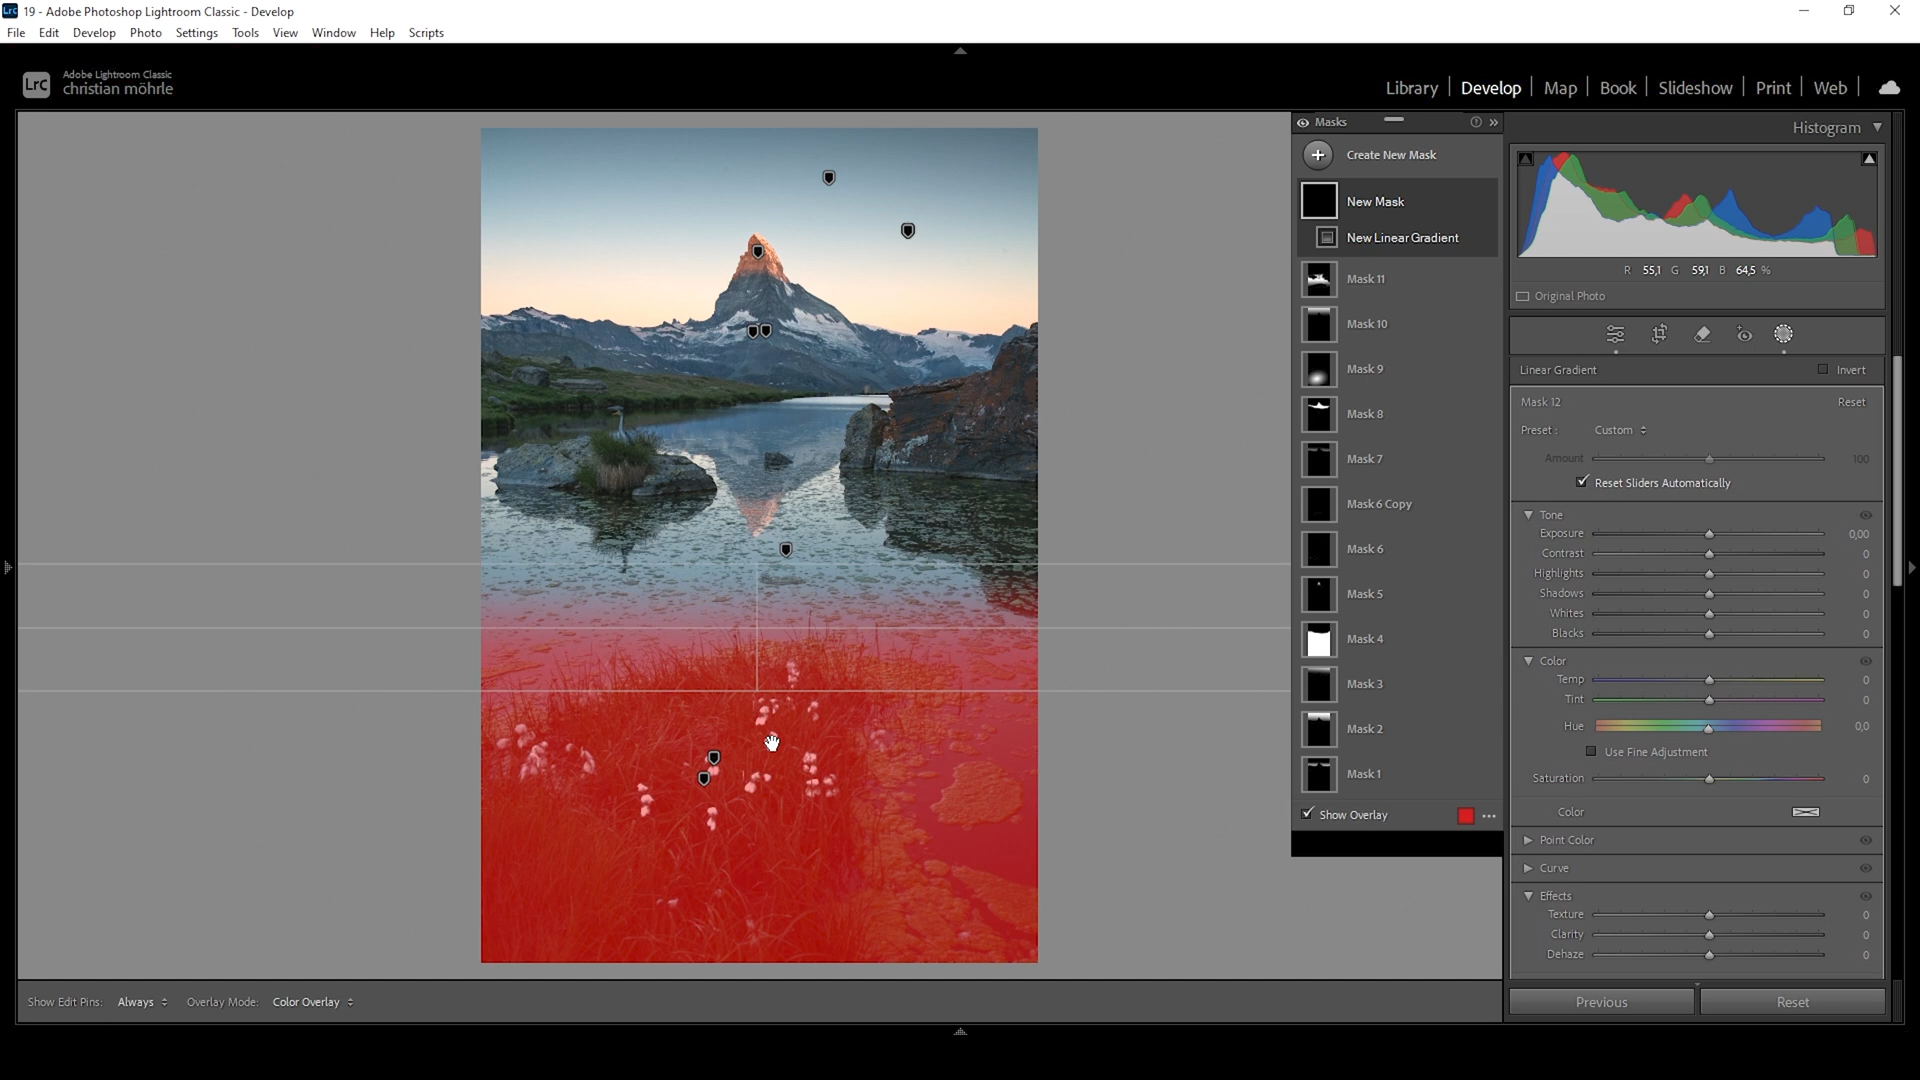 Lrc 19 - Adobe Photoshop Lightroom Classic - Develop
File Edit Develop Photo Settings Tools View Window Help Scripts
LrC Adobe Lightroom Classic
christian möhrle
Library Develop Map Book Slideshow Print Web
Masks
Create New Mask
New Mask
New Linear Gradient
Mask 11
Mask 10
Mask 9
Mask 8
Mask 7
Mask 6 Copy
Mask 6
Mask 5
Mask 4
Mask 3
Mask 2
Mask 1
Show Overlay
Histogram
R 55,1 G 59,1 B 64,5 %
Original Photo
Linear Gradient Invert
Mask 12 Reset
Preset : Custom
Amount 100
Reset Sliders Automatically
Tone
Exposure 0,00
Contrast 0
Highlights 0
Shadows 0
Whites 0
Blacks 0
Color
Temp 0
Tint 0
Hue 0,0
Use Fine Adjustment
Saturation 0
Color
Point Color
Curve
Effects
Texture 0
Clarity 0
Dehaze 0
Show Edit Pins: Always Overlay Mode: Color Overlay
Previous Reset